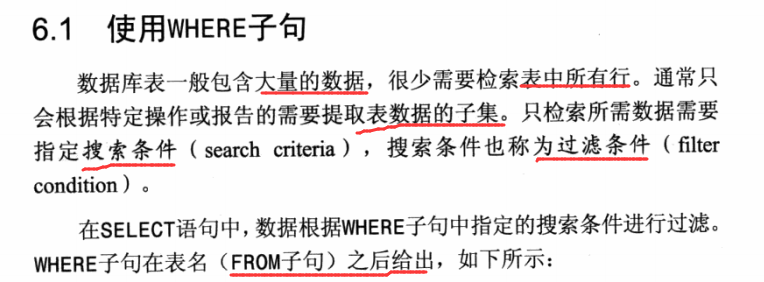 6.1 使用WHERE子句
数据库表一般包含大量的数据，很少需要检索表中所有行。通常只
会根据特定操作或报告的需要提取表数据的子集。只检索所需数据需要
指定搜索条件（search criteria），搜索条件也称为过滤条件（filter
condition）。
在SELECT语句中，数据根据WHERE子句中指定的搜索条件进行过滤。
WHERE子句在表名（FROM子句）之后给出，如下所示：